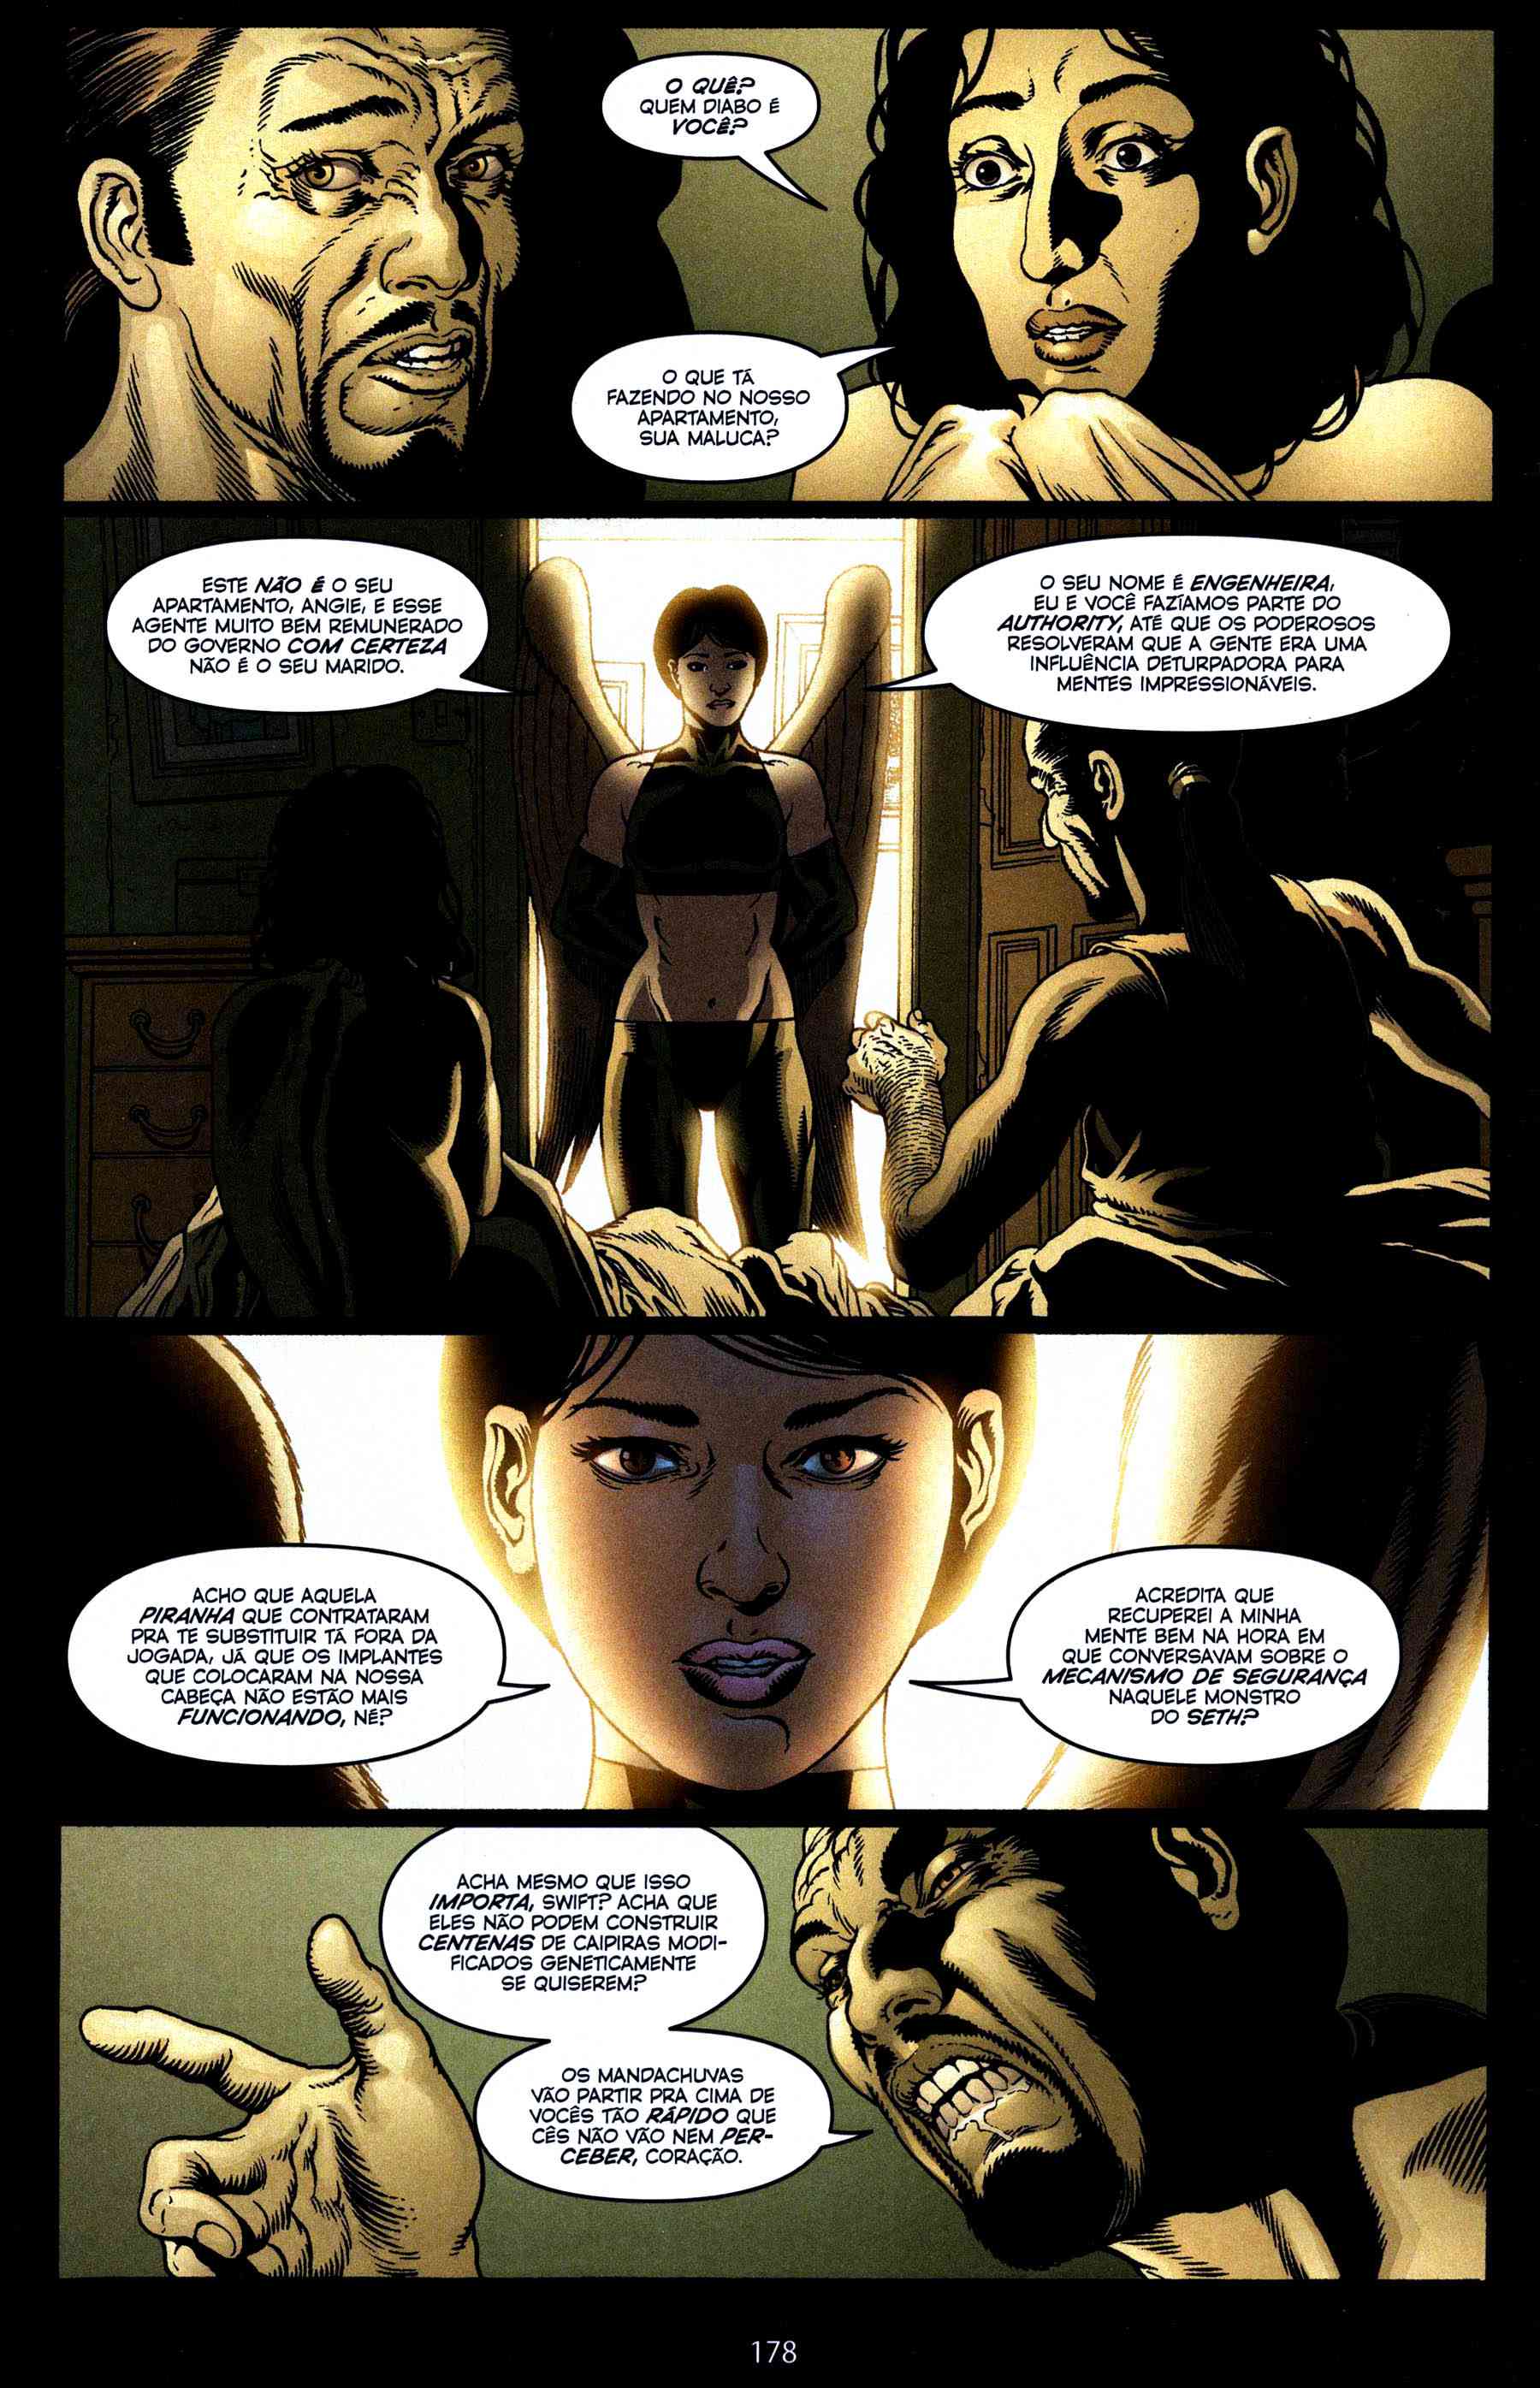 O QUÊ?
QUEM DIABO É
VOCÊ?
O QUE TÁ
FAZENDO NO NOSSO
APARTAMENTO,
SUA MALUCA?
ESTE NÃO É O SEU
APARTAMENTO, ANGIE, E ESSE
AGENTE MUITO BEM REMUNERADO
DO GOVERNO COM CERTEZA
NÃO É O SEU MARIDO.
O SEU NOME É ENGENHEIRA,
EU E VOCÊ FAZÍAMOS PARTE DO
AUTHORITY, ATÉ QUE OS PODEROSOS
RESOLVERAM QUE A GENTE ERA UMA
INFLUÊNCIA DETURPADORA PARA
MENTES IMPRESSIONÁVEIS.
ACHO QUE AQUELA
PIRANHA QUE CONTRATARAM
PRA TE SUBSTITUIR TÁ FORA DA
JOGADA, JÁ QUE OS IMPLANTES
QUE COLOCARAM NA NOSSA
CABEÇA NÃO ESTÃO MAIS
FUNCIONANDO, NÉ?
ACREDITA QUE
RECUPEREI A MINHA
MENTE BEM NA HORA EM
QUE CONVERSAVAM SOBRE O
MECANISMO DE SEGURANÇA
NAQUELE MONSTRO
DO SETH?
ACHA MESMO QUE ISSO
IMPORTA, SWIFT? ACHA QUE
ELES NÃO PODEM CONSTRUIR
CENTENAS DE CAIPIRAS MODI-
FICADOS GENETICAMENTE
SE QUISEREM?
OS MANDACHUVAS
VÃO PARTIR PRA CIMA DE
VOCÊS TÃO RÁPIDO QUE
CÊS NÃO VÃO NEM PER-
CEBER, CORAÇÃO.
178